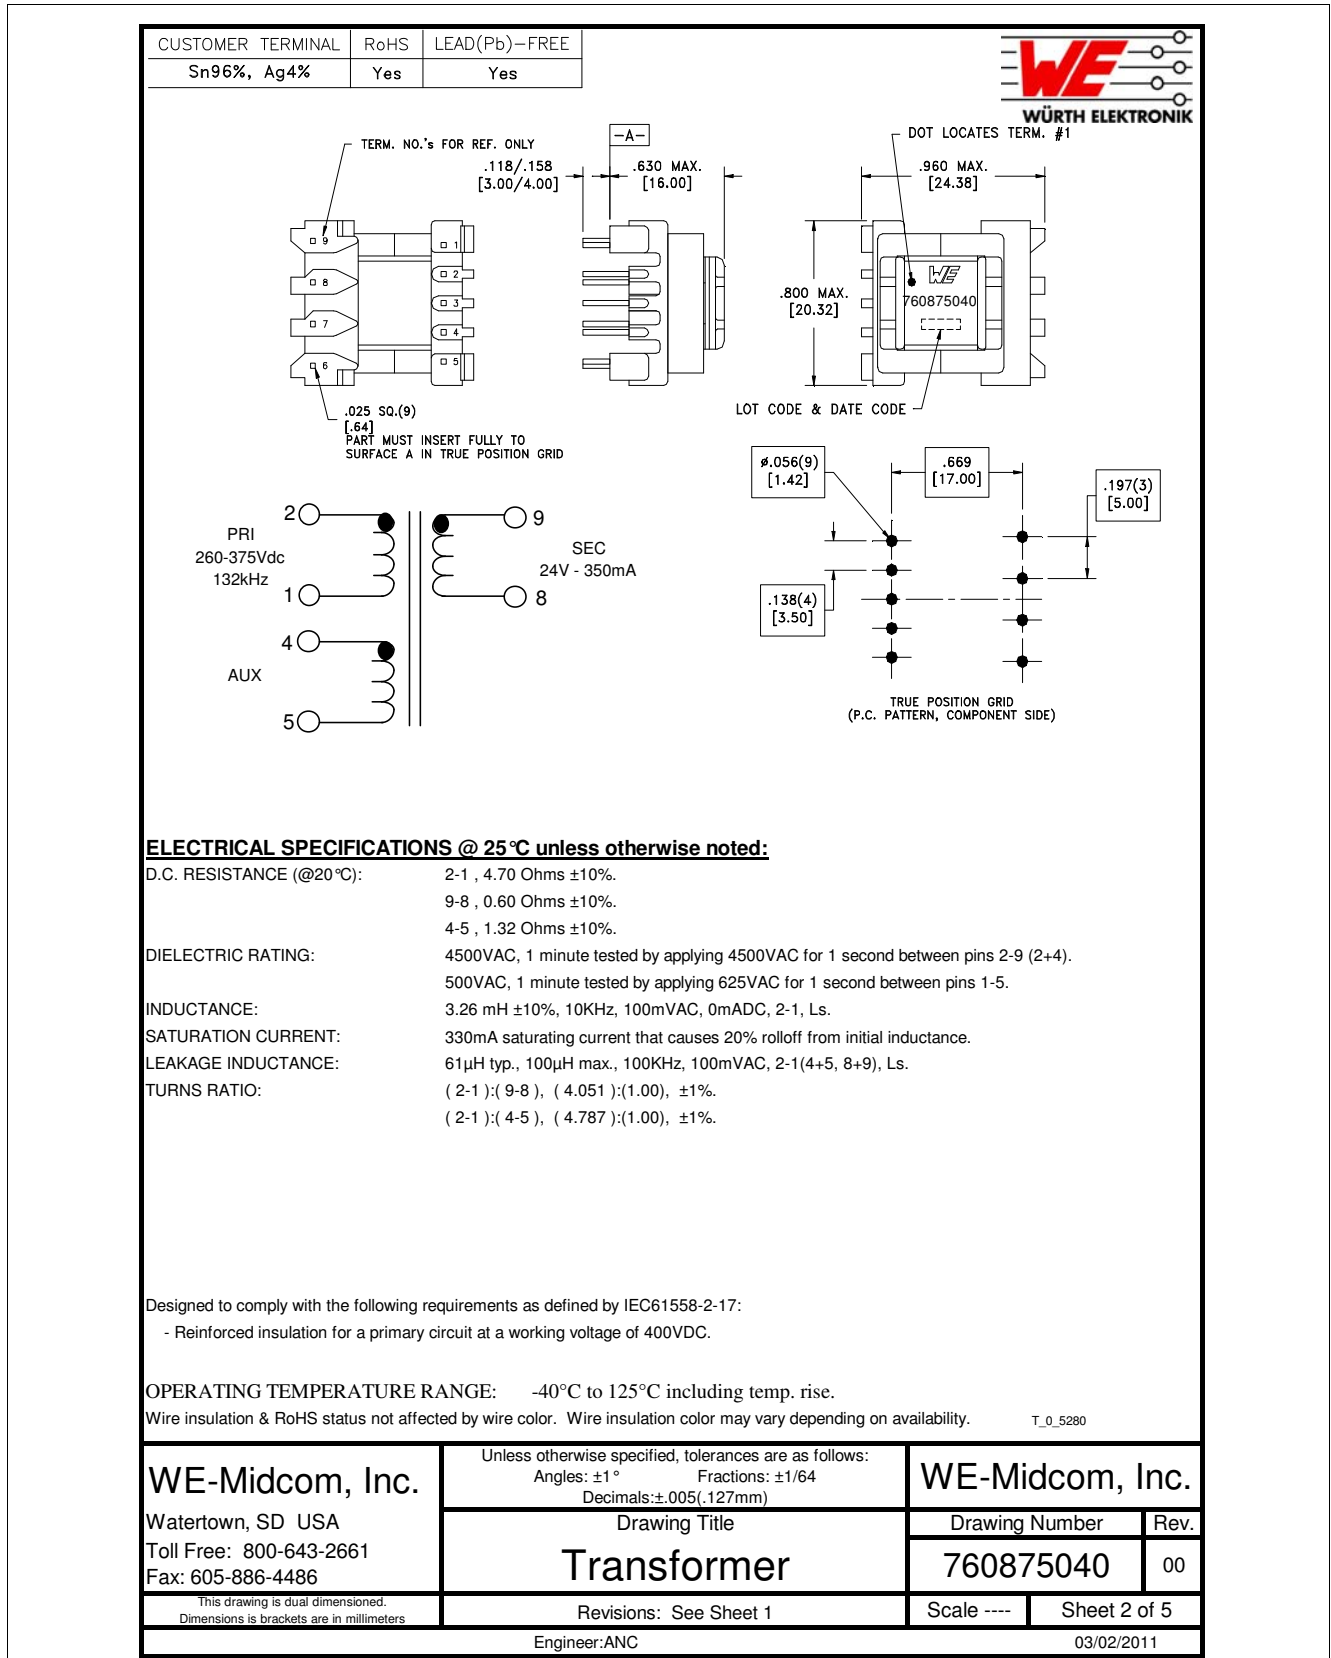 CUSTOMER TERMINAL RoHS LEAD(Pb)-FREE
Sn96%, Ag4% Yes Yes
WE
WÜRTH ELEKTRONIK
TERM. NO.'s FOR REF. ONLY
-A-
DOT LOCATES TERM. #1
.118/.158
[3.00/4.00]
.630 MAX.
[16.00]
.960 MAX.
[24.38]
9 1
8 2
7 3
4
6 5
.800 MAX.
[20.32]
WE
760875040
LOT CODE & DATE CODE
.025 SQ.(9)
[.64]
PART MUST INSERT FULLY TO
SURFACE A IN TRUE POSITION GRID
ø.056(9)
[1.42]
.669
[17.00]
.197(3)
[5.00]
.138(4)
[3.50]
TRUE POSITION GRID
(P.C. PATTERN, COMPONENT SIDE)
2
PRI
260-375Vdc
132kHz
1
9
SEC
24V - 350mA
8
4
AUX
5
ELECTRICAL SPECIFICATIONS @ 25°C unless otherwise noted:
D.C. RESISTANCE (@20°C): 2-1 , 4.70 Ohms ±10%.
9-8 , 0.60 Ohms ±10%.
4-5 , 1.32 Ohms ±10%.
DIELECTRIC RATING: 4500VAC, 1 minute tested by applying 4500VAC for 1 second between pins 2-9 (2+4).
500VAC, 1 minute tested by applying 625VAC for 1 second between pins 1-5.
INDUCTANCE: 3.26 mH ±10%, 10KHz, 100mVAC, 0mADC, 2-1, Ls.
SATURATION CURRENT: 330mA saturating current that causes 20% rolloff from initial inductance.
LEAKAGE INDUCTANCE: 61µH typ., 100µH max., 100KHz, 100mVAC, 2-1(4+5, 8+9), Ls.
TURNS RATIO: ( 2-1 ):( 9-8 ), ( 4.051 ):(1.00), ±1%.
( 2-1 ):( 4-5 ), ( 4.787 ):(1.00), ±1%.
Designed to comply with the following requirements as defined by IEC61558-2-17:
- Reinforced insulation for a primary circuit at a working voltage of 400VDC.
OPERATING TEMPERATURE RANGE: -40°C to 125°C including temp. rise.
Wire insulation & RoHS status not affected by wire color. Wire insulation color may vary depending on availability. T_0_5280
WE-Midcom, Inc.
Watertown, SD USA
Toll Free: 800-643-2661
Fax: 605-886-4486
This drawing is dual dimensioned.
Dimensions is brackets are in millimeters
Unless otherwise specified, tolerances are as follows:
Angles: ±1° Fractions: ±1/64
Decimals:±.005(.127mm)
Drawing Title
Transformer
Revisions: See Sheet 1
WE-Midcom, Inc.
Drawing Number Rev.
760875040 00
Scale ---- Sheet 2 of 5
Engineer:ANC 03/02/2011